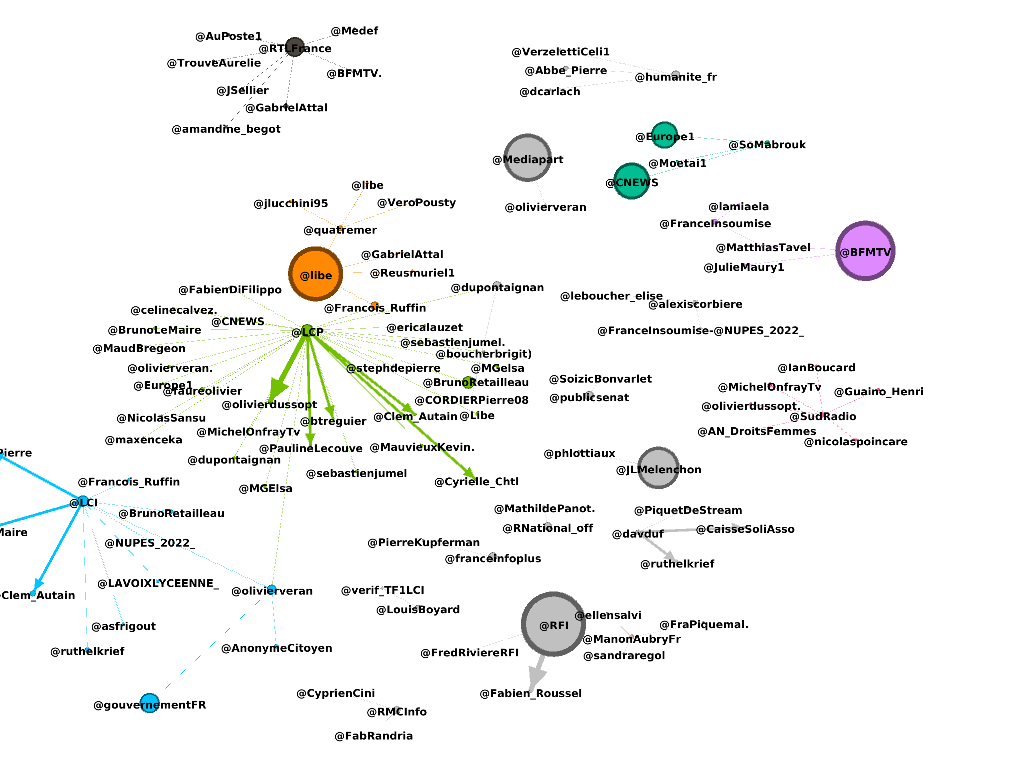 @AuPoste1
@Medef
@RTLFrance
@TrouveAurelie
@BFMTV.
@JSellier
@GabrielAttal
@amandine_begot
@VerzelettiCeli1
@Abbe_Pierre
@humanite_fr
@dcarlach
@Europe1
@SoMabrouk
@Mediapart
@Moetai1
@CNEWS
@olivierveran
@libe
@jlucchini95
@VeroPousty
@quatremer
@lamiaela
@FranceInsoumise
@MatthiasTavel
@BFMTV
@JulieMaury1
@GabrielAttal
@Reusmuriel1
@libe
@FabienDiFilippo
@dupontaignan
@leboucher_elise
@alexiscorbiere
@Francois_Ruffin
@celinecalvez.
@CNEWS
@BrunoLeMaire
@LCP
@ericalauzet
@FranceInsoumise-@NUPES_2022_
@sebastienjumel.
@MaudBregeon
@boucherbrigit)
@olivierveran.
@stephdepierre
@MGelsa
@Europe1
@fadreolivier
@BrunoRetailleau
@SoizicBonvarlet
@publicsenat
@CORDIERPierre08
@olivierdussopt
@NicolasSansu
@btreguier
@Clem_Autain
@Libe
@MichelOnfrayTv
@maxenceka
@PaulineLecouve
@MauvieuxKevin.
@dupontaignan
@sebastienjumel
@MGElsa
@Cyrielle_Chtl
@IanBoucard
@MichelOnfrayTv
@Guaino_Henri
@olivierdussopt.
@SudRadio
@AN_DroitsFemmes
@nicolaspoincare
@phlottiaux
@JLMelenchon
Pierre
@Francois_Ruffin
@LCI
@BrunoRetailleau
Maire
@NUPES_2022_
@LAVOIXLYCEENNE_
@olivierveran
Clem_Autain
@asfrigout
@ruthelkrief
@AnonymeCitoyen
@gouvernementFR
@MathildePanot.
@RNational_off
@PiquetDeStream
@davduf
@CaisseSoliAsso
@ruthelkrief
@PierreKupferman
@franceinfoplus
@verif_TF1LCI
@LouisBoyard
@ellensalvi
@RFI
@FraPiquemal.
@ManonAubryFr
@FredRiviereRFI
@sandraregol
@Fabien_Roussel
@CyprienCini
@RMCInfo
@FabRandria